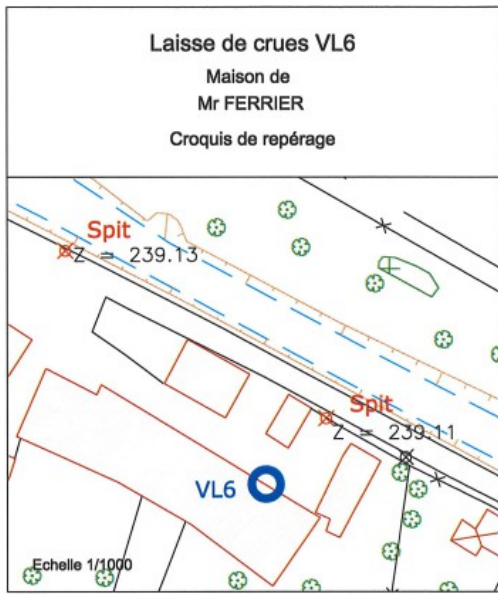 Laisse de crues VL6
Maison de
Mr FERRIER
Croquis de repérage
Spit
Z = 239.13
Spit
Z = 239.11
VL6
Echelle 1/1000